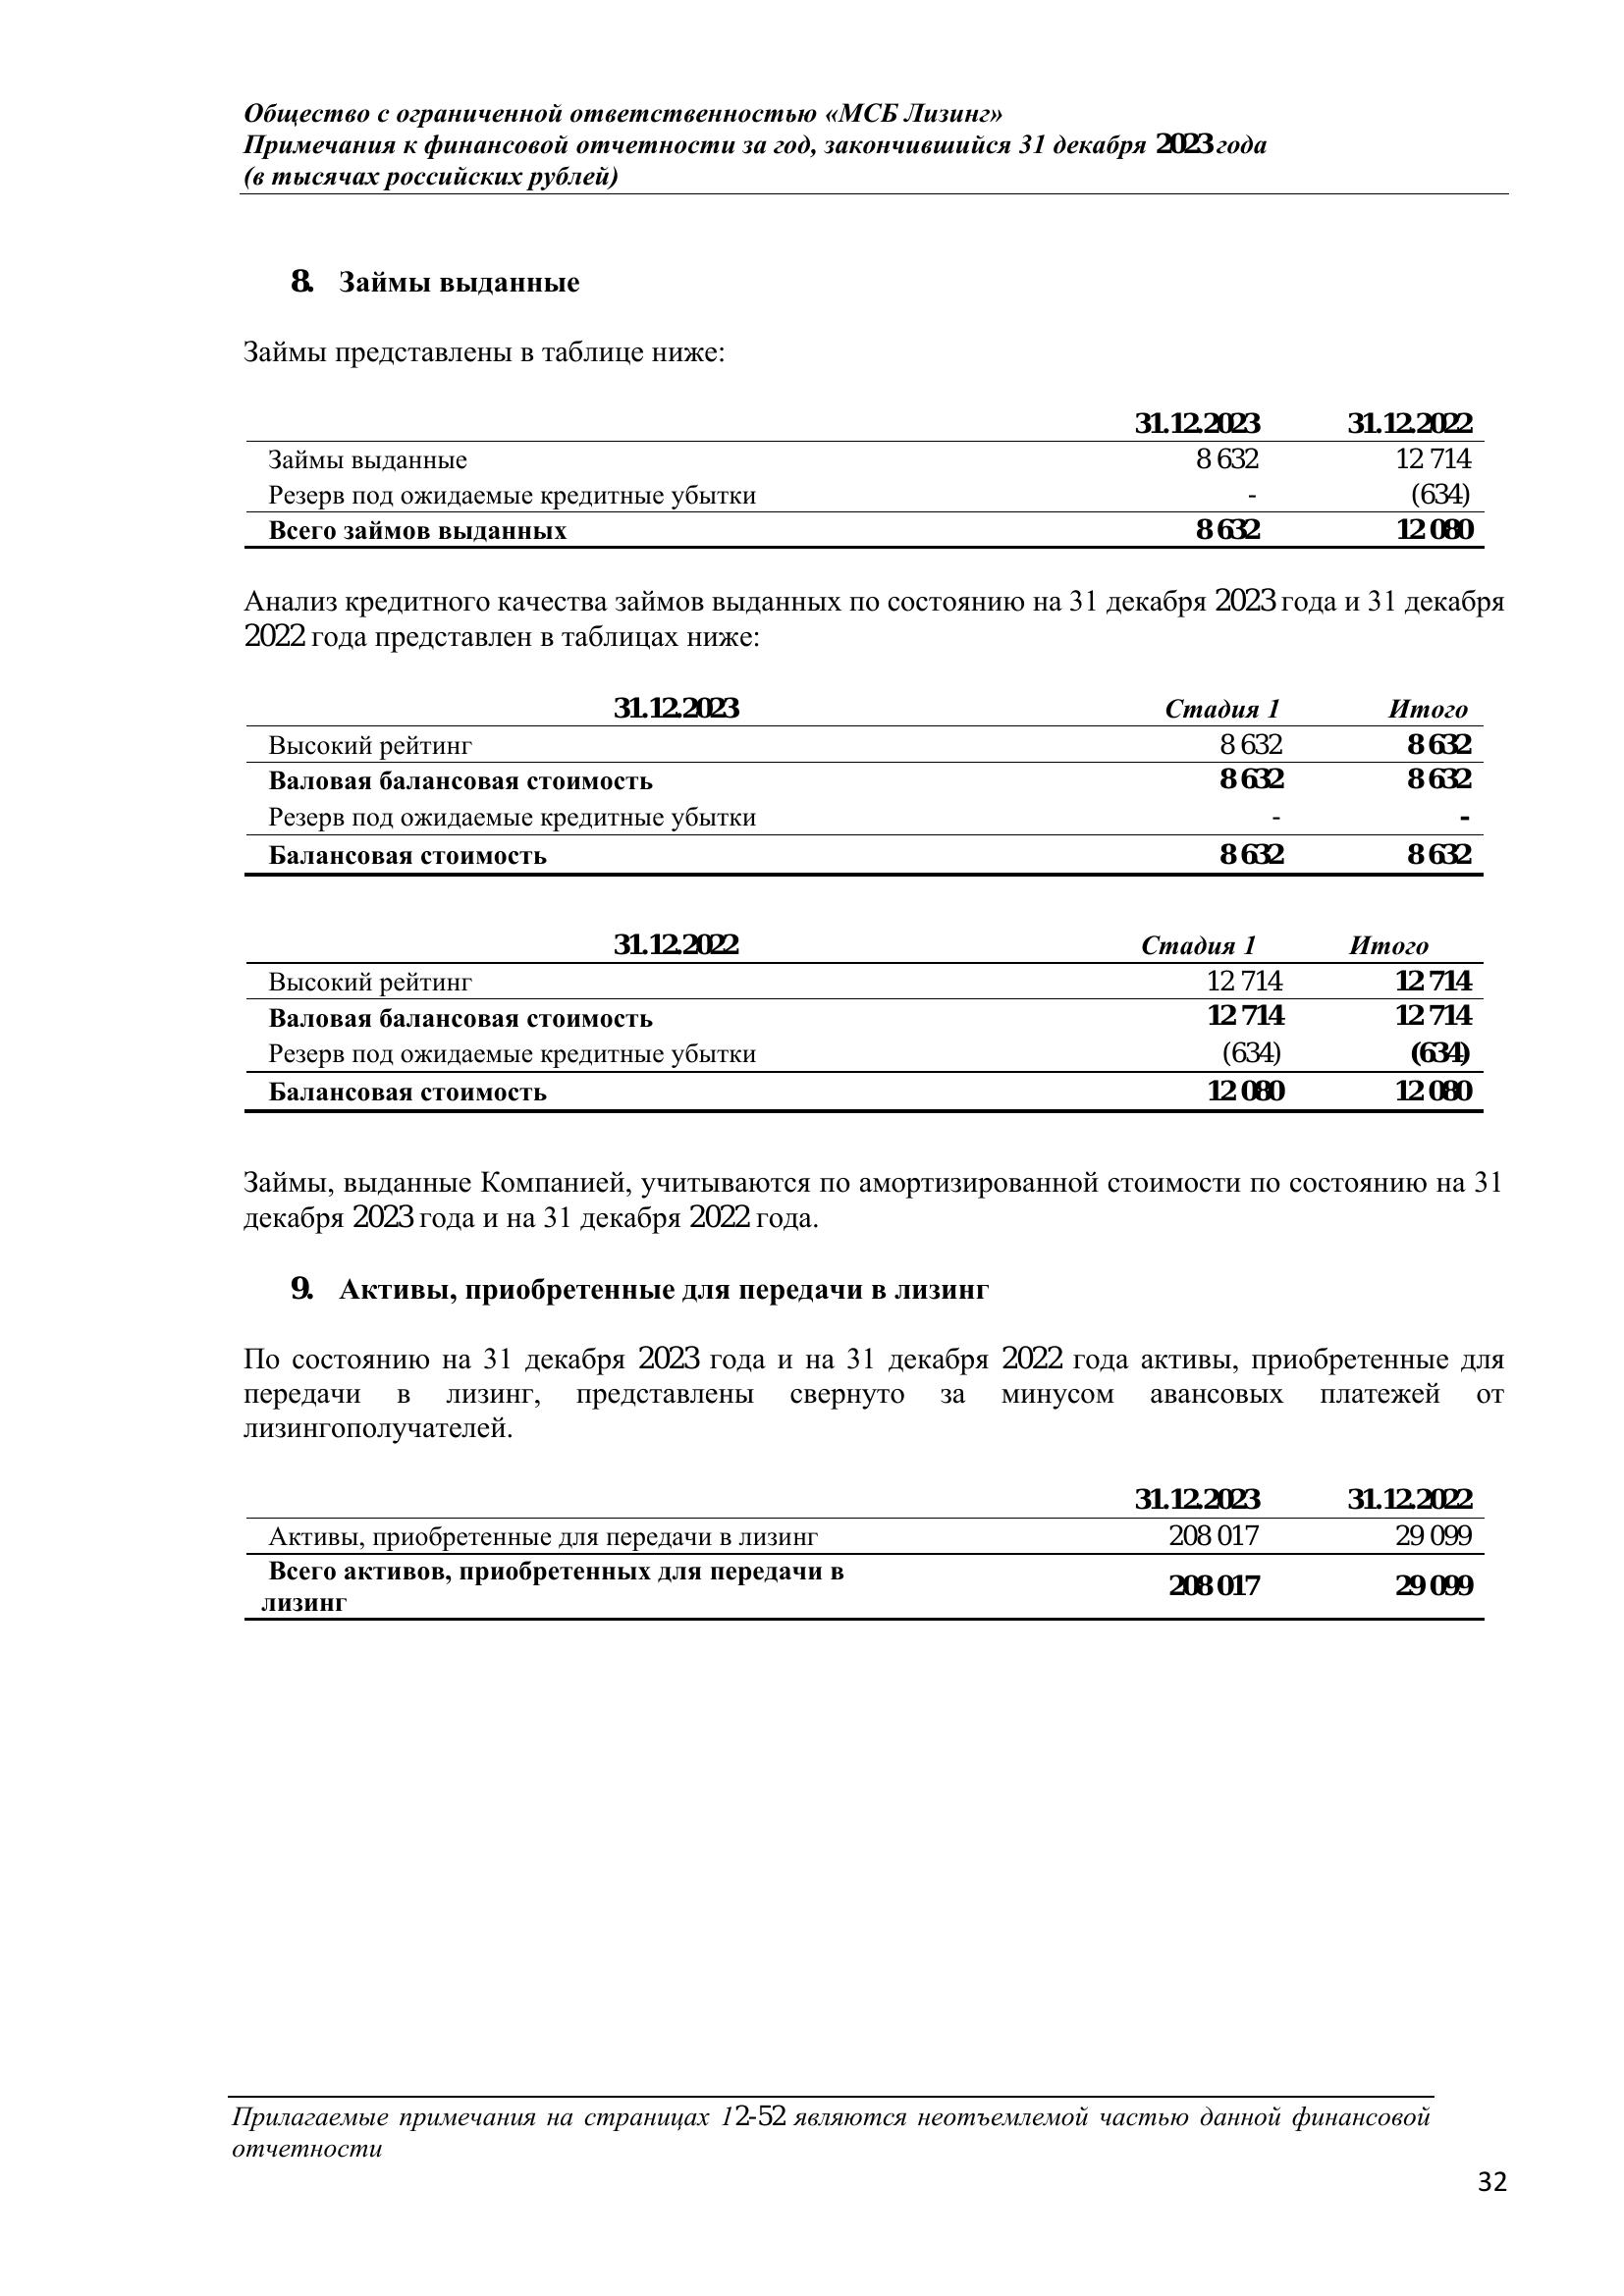 Общество с ограниченной ответственностью «МСБ Лизинг»
Примечания к финансовой отчетности за год, закончившийся 31 декабря 2023 года
(в тысячах российских рублей)
8. Займы выданные
Займы представлены в таблице ниже:
31.12.2023 31.12.2022
Займы выданные 8 632 12 714
Резерв под ожидаемые кредитные убытки - (634)
Всего займов выданных 8 632 12 080
Анализ кредитного качества займов выданных по состоянию на 31 декабря 2023 года и 31 декабря
2022 года представлен в таблицах ниже:
31.12.2023 Стадия 1 Итого
Высокий рейтинг 8 632 8 632
Валовая балансовая стоимость 8 632 8 632
Резерв под ожидаемые кредитные убытки - -
Балансовая стоимость 8 632 8 632
31.12.2022 Стадия 1 Итого
Высокий рейтинг 12 714 12 714
Валовая балансовая стоимость 12 714 12 714
Резерв под ожидаемые кредитные убытки (634) (634)
Балансовая стоимость 12 080 12 080
Займы, выданные Компанией, учитываются по амортизированной стоимости по состоянию на 31
декабря 2023 года и на 31 декабря 2022 года.
9. Активы, приобретенные для передачи в лизинг
По состоянию на 31 декабря 2023 года и на 31 декабря 2022 года активы, приобретенные для
передачи в лизинг, представлены свернуто за минусом авансовых платежей от
лизингополучателей.
31.12.2023 31.12.2022
Активы, приобретенные для передачи в лизинг 208 017 29 099
Всего активов, приобретенных для передачи в
лизинг 208 017 29 099
Прилагаемые примечания на страницах 12-52 являются неотъемлемой частью данной финансовой
отчетности
32